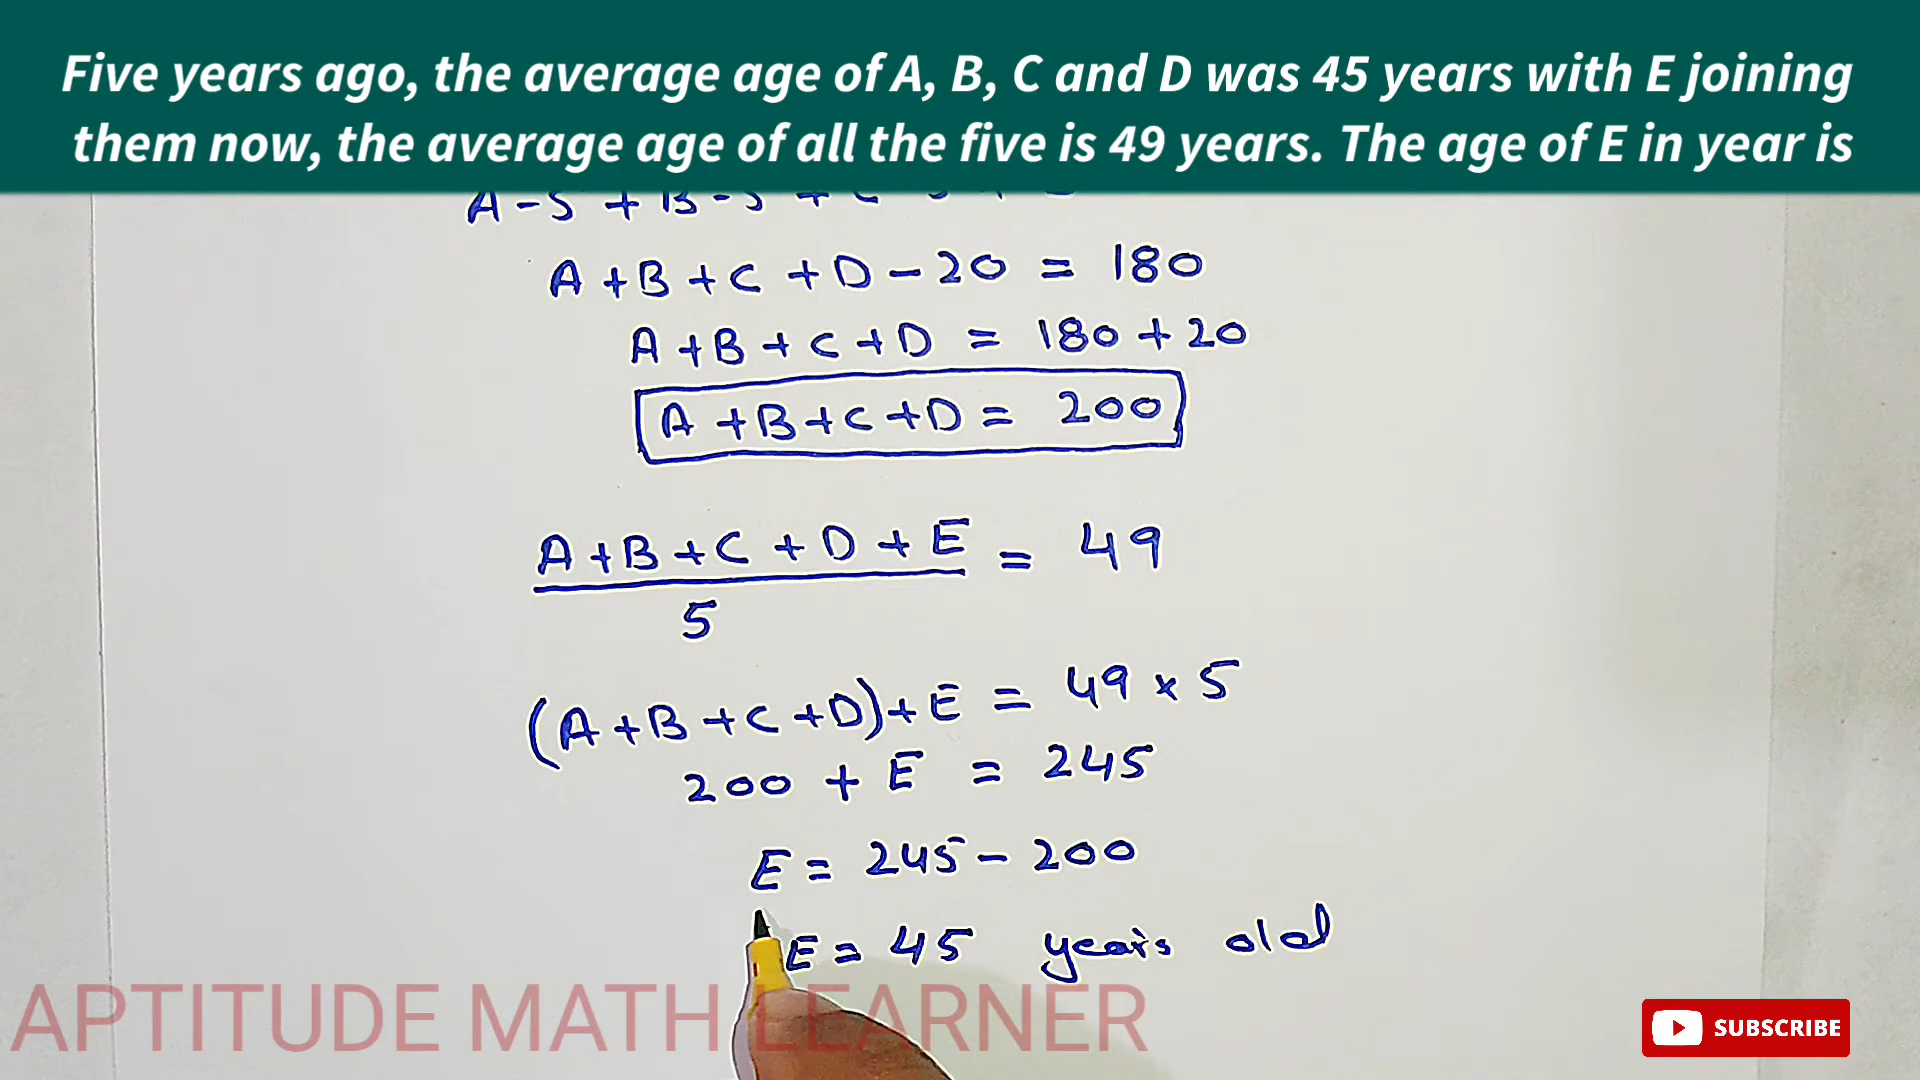 Five years ago, the average age of A, B, C and D was 45 years with E joining
them now, the average age of all the five is 49 years. The age of E in year is
A-5 + B-5 + C
A+B+C+D-20 = 180
A+B+C+D = 180+20
A+B+C+D = 200
A+B+C+D+E = 49
5
(A+B+C+D)+E = 49×5
200 + E = 245
E = 245-200
E = 45 years old
APTITUDE MATH LEARNER
SUBSCRIBE